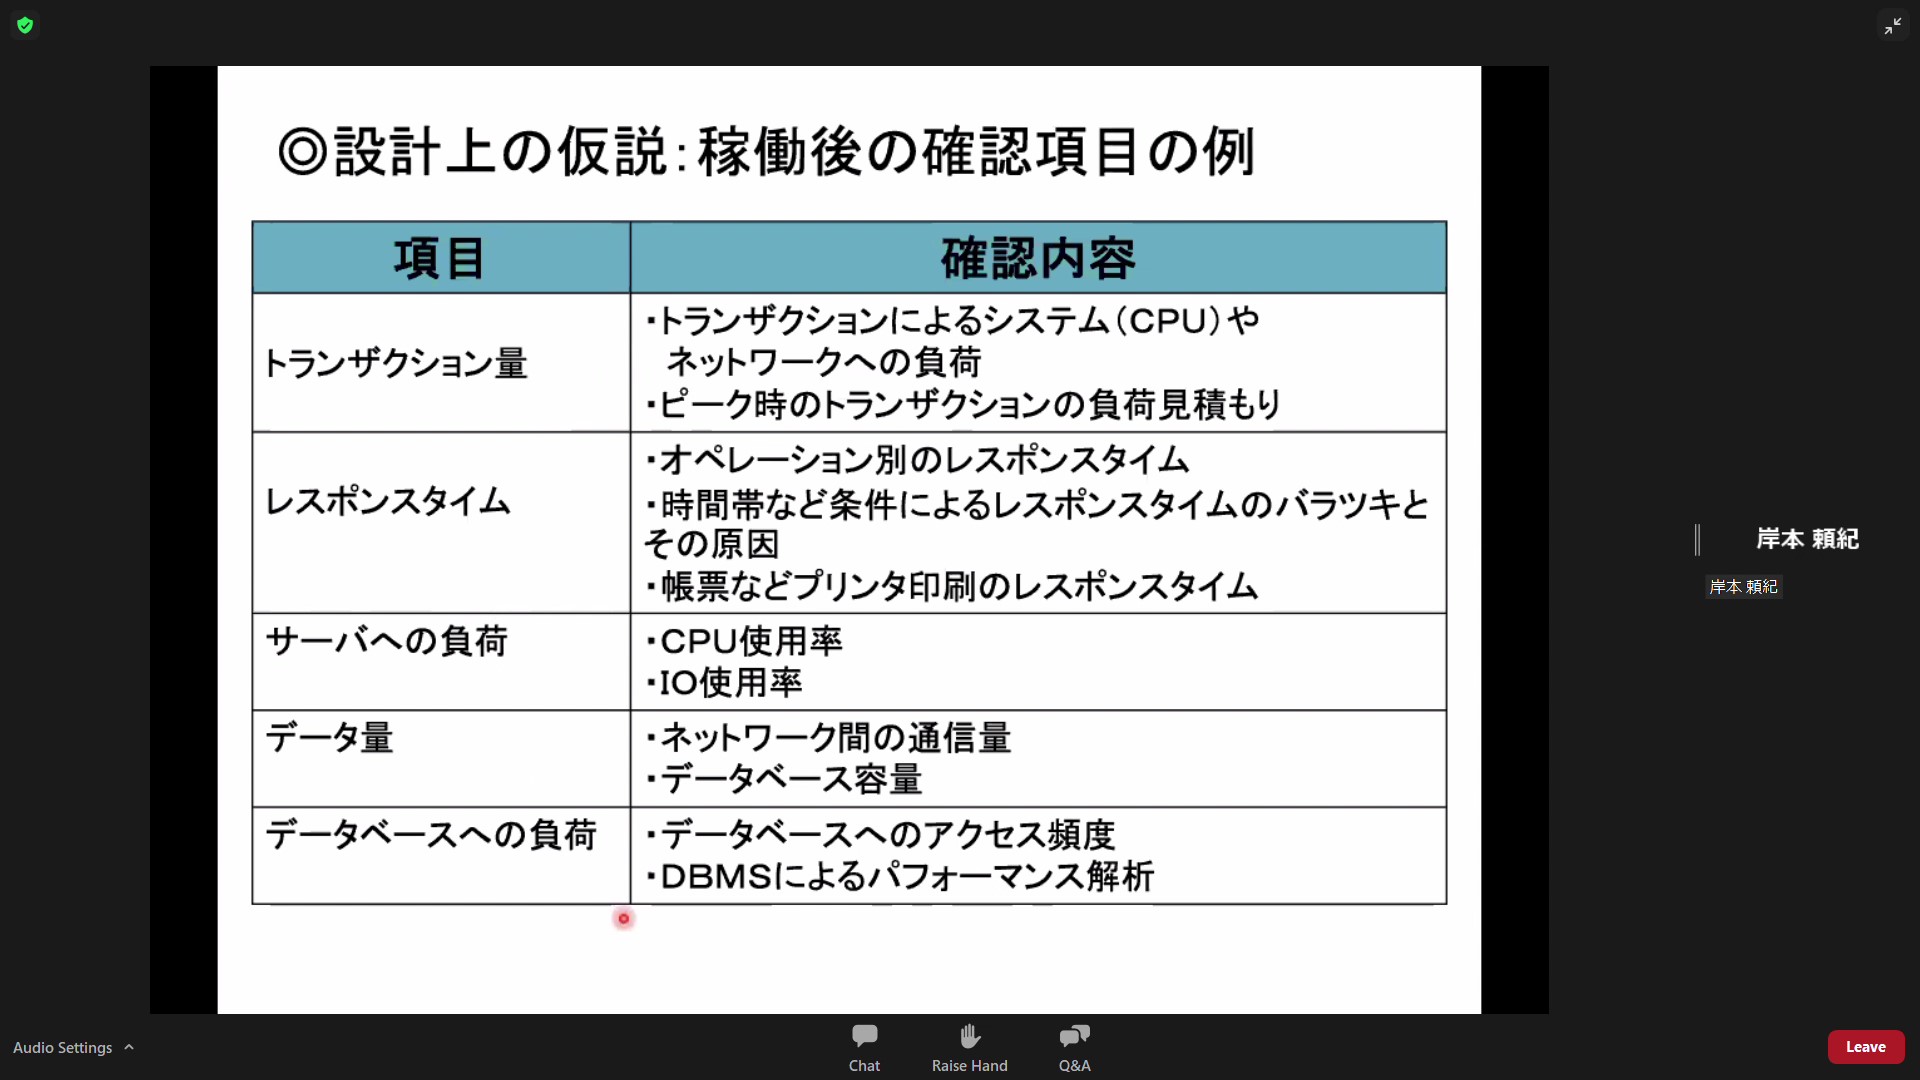 ◎設計上の仮説:稼働後の確認項目の例
項目
確認内容
トランザクション量
・トランザクションによるシステム(CPU)や
ネットワークへの負荷
・ピーク時のトランザクションの負荷見積もり
レスポンスタイム
・オペレーション別のレスポンスタイム
・時間帯など条件によるレスポンスタイムのバラツキと
その原因
・帳票などプリンタ印刷のレスポンスタイム
サーバへの負荷
・CPU使用率
・IO使用率
データ量
・ネットワーク間の通信量
・データベース容量
データベースへの負荷
・データベースへのアクセス頻度
・DBMSによるパフォーマンス解析
岸本 頼紀
岸本 頼紀
Audio Settings
Chat
Raise Hand
Q&A
Leave